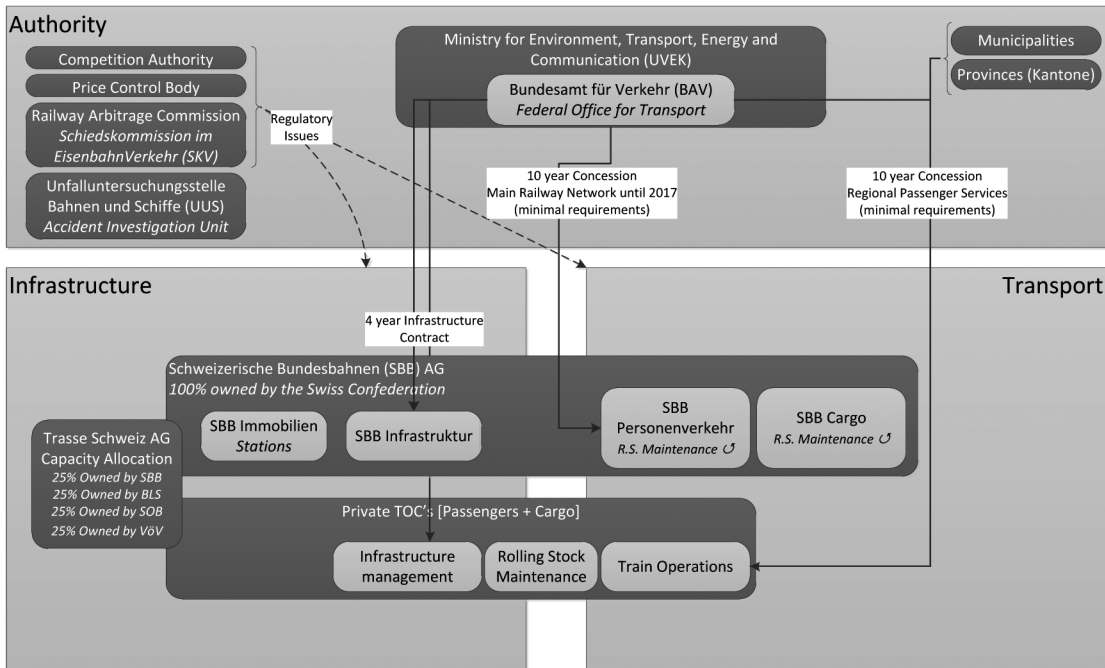 Authority
Competition Authority
Price Control Body
Railway Arbitrage Commission
Schiedskommission im
EisenbahnVerkehr (SKV)
Unfalluntersuchungsstelle
Bahnen und Schiffe (UUS)
Accident Investigation Unit
Regulatory
Issues
Ministry for Environment, Transport, Energy and
Communication (UVEK)
Bundesamt für Verkehr (BAV)
Federal Office for Transport
Municipalities
Provinces (Kantone)
10 year Concession
Main Railway Network until 2017
(minimal requirements)
10 year Concession
Regional Passenger Services
(minimal requirements)
Infrastructure
Transport
4 year Infrastructure
Contract
Schweizerische Bundesbahnen (SBB) AG
100% owned by the Swiss Confederation
SBB Immobilien
Stations
SBB Infrastruktur
SBB
Personenverkehr
R.S. Maintenance ↺
SBB Cargo
R.S. Maintenance ↺
Trasse Schweiz AG
Capacity Allocation
25% Owned by SBB
25% Owned by BLS
25% Owned by SOB
25% Owned by VöV
Private TOC's [Passengers + Cargo]
Infrastructure
management
Rolling Stock
Maintenance
Train Operations